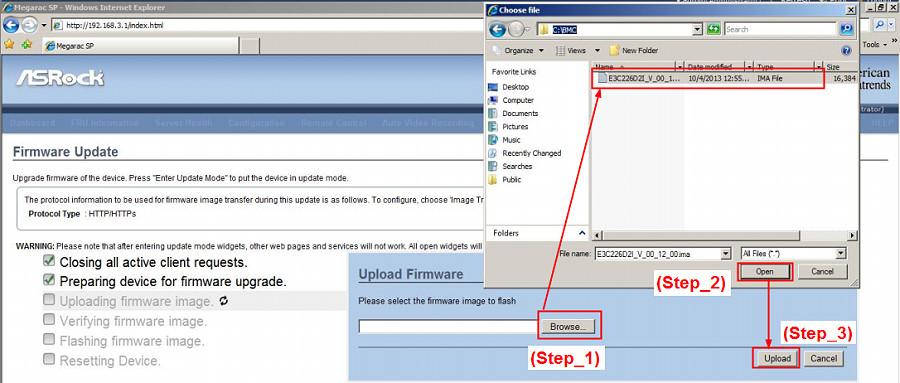 Megarac SP - Windows Internet Explorer
http://192.168.3.1/index.html
Megarac SP
Tools
ASRock
erican
trends
Dashboard FRU Information Server Health Configuration Remote Control Auto Video Recording
HELP
Firmware Update
Upgrade firmware of the device. Press "Enter Update Mode" to put the device in update mode.
The protocol information to be used for firmware image transfer during this update is as follows. To configure, choose 'Image Tr
Protocol Type : HTTP/HTTPs
WARNING: Please note that after entering update mode widgets, other web pages and services will not work. All open widgets will
Closing all active client requests.
Preparing device for firmware upgrade.
Uploading firmware image.
Verifying firmware image.
Flashing firmware image.
Resetting Device.
Choose file
C:\BMC
Search
Organize Views New Folder
Favorite Links
Desktop
Computer
Documents
Pictures
Music
Recently Changed
Searches
Public
Folders
Name Date modified Type Size
E3C226D2I_V_00_1... 10/4/2013 12:55... IMA File 16,384
File name: E3C226D2I_V_00_12_00.ima All Files (*.*)
Open Cancel
(Step_2)
Upload Firmware
Please select the firmware image to flash
Browse...
(Step_1)
(Step_3)
Upload Cancel